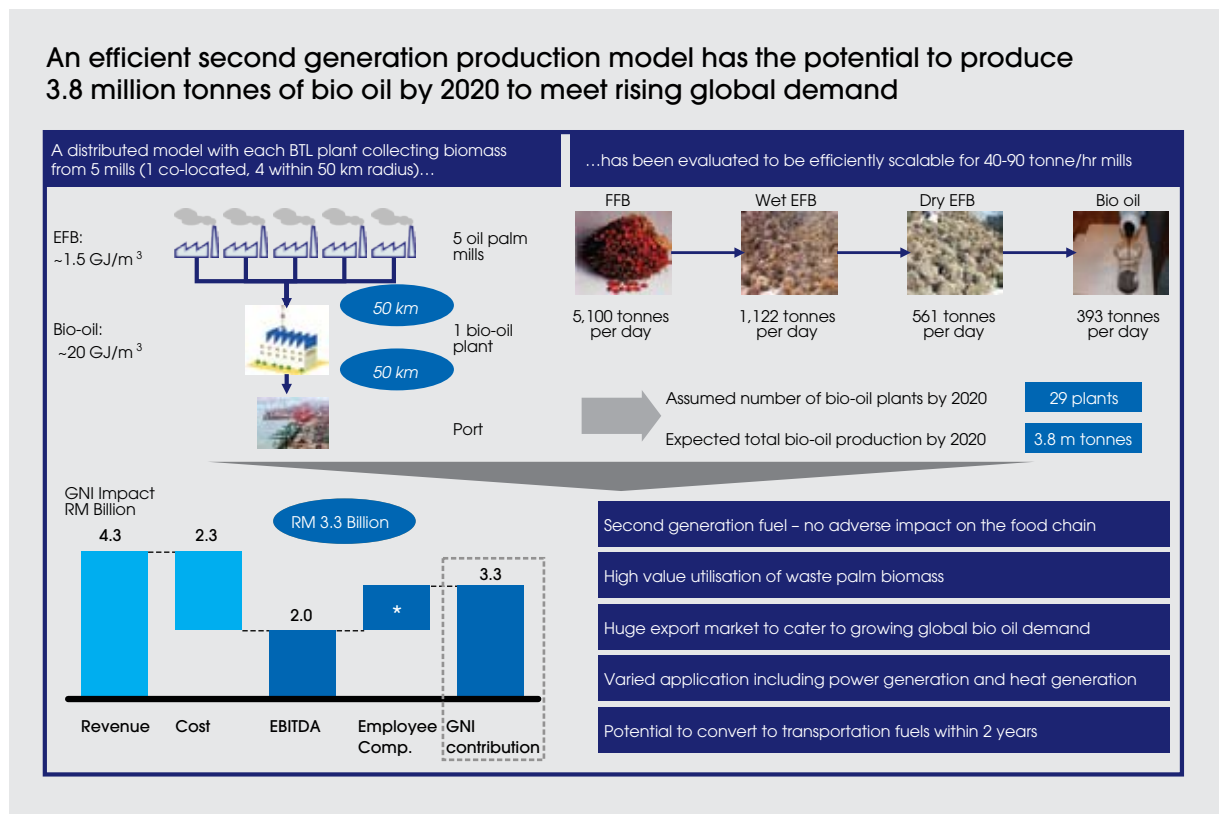 An efficient second generation production model has the potential to produce
3.8 million tonnes of bio oil by 2020 to meet rising global demand
A distributed model with each BTL plant collecting biomass
from 5 mills (1 co-located, 4 within 50 km radius)…
EFB:
~1.5 GJ/m 3
5 oil palm
mills
50 km
Bio-oil:
~20 GJ/m 3
1 bio-oil
plant
50 km
Port
…has been evaluated to be efficiently scalable for 40-90 tonne/hr mills
FFB
Wet EFB
Dry EFB
Bio oil
5,100 tonnes
per day
1,122 tonnes
per day
561 tonnes
per day
393 tonnes
per day
Assumed number of bio-oil plants by 2020
29 plants
Expected total bio-oil production by 2020
3.8 m tonnes
GNI Impact
RM Billion
RM 3.3 Billion
4.3
2.3
2.0
*
3.3
Revenue
Cost
EBITDA
Employee
Comp.
GNI
contribution
Second generation fuel – no adverse impact on the food chain
High value utilisation of waste palm biomass
Huge export market to cater to growing global bio oil demand
Varied application including power generation and heat generation
Potential to convert to transportation fuels within 2 years